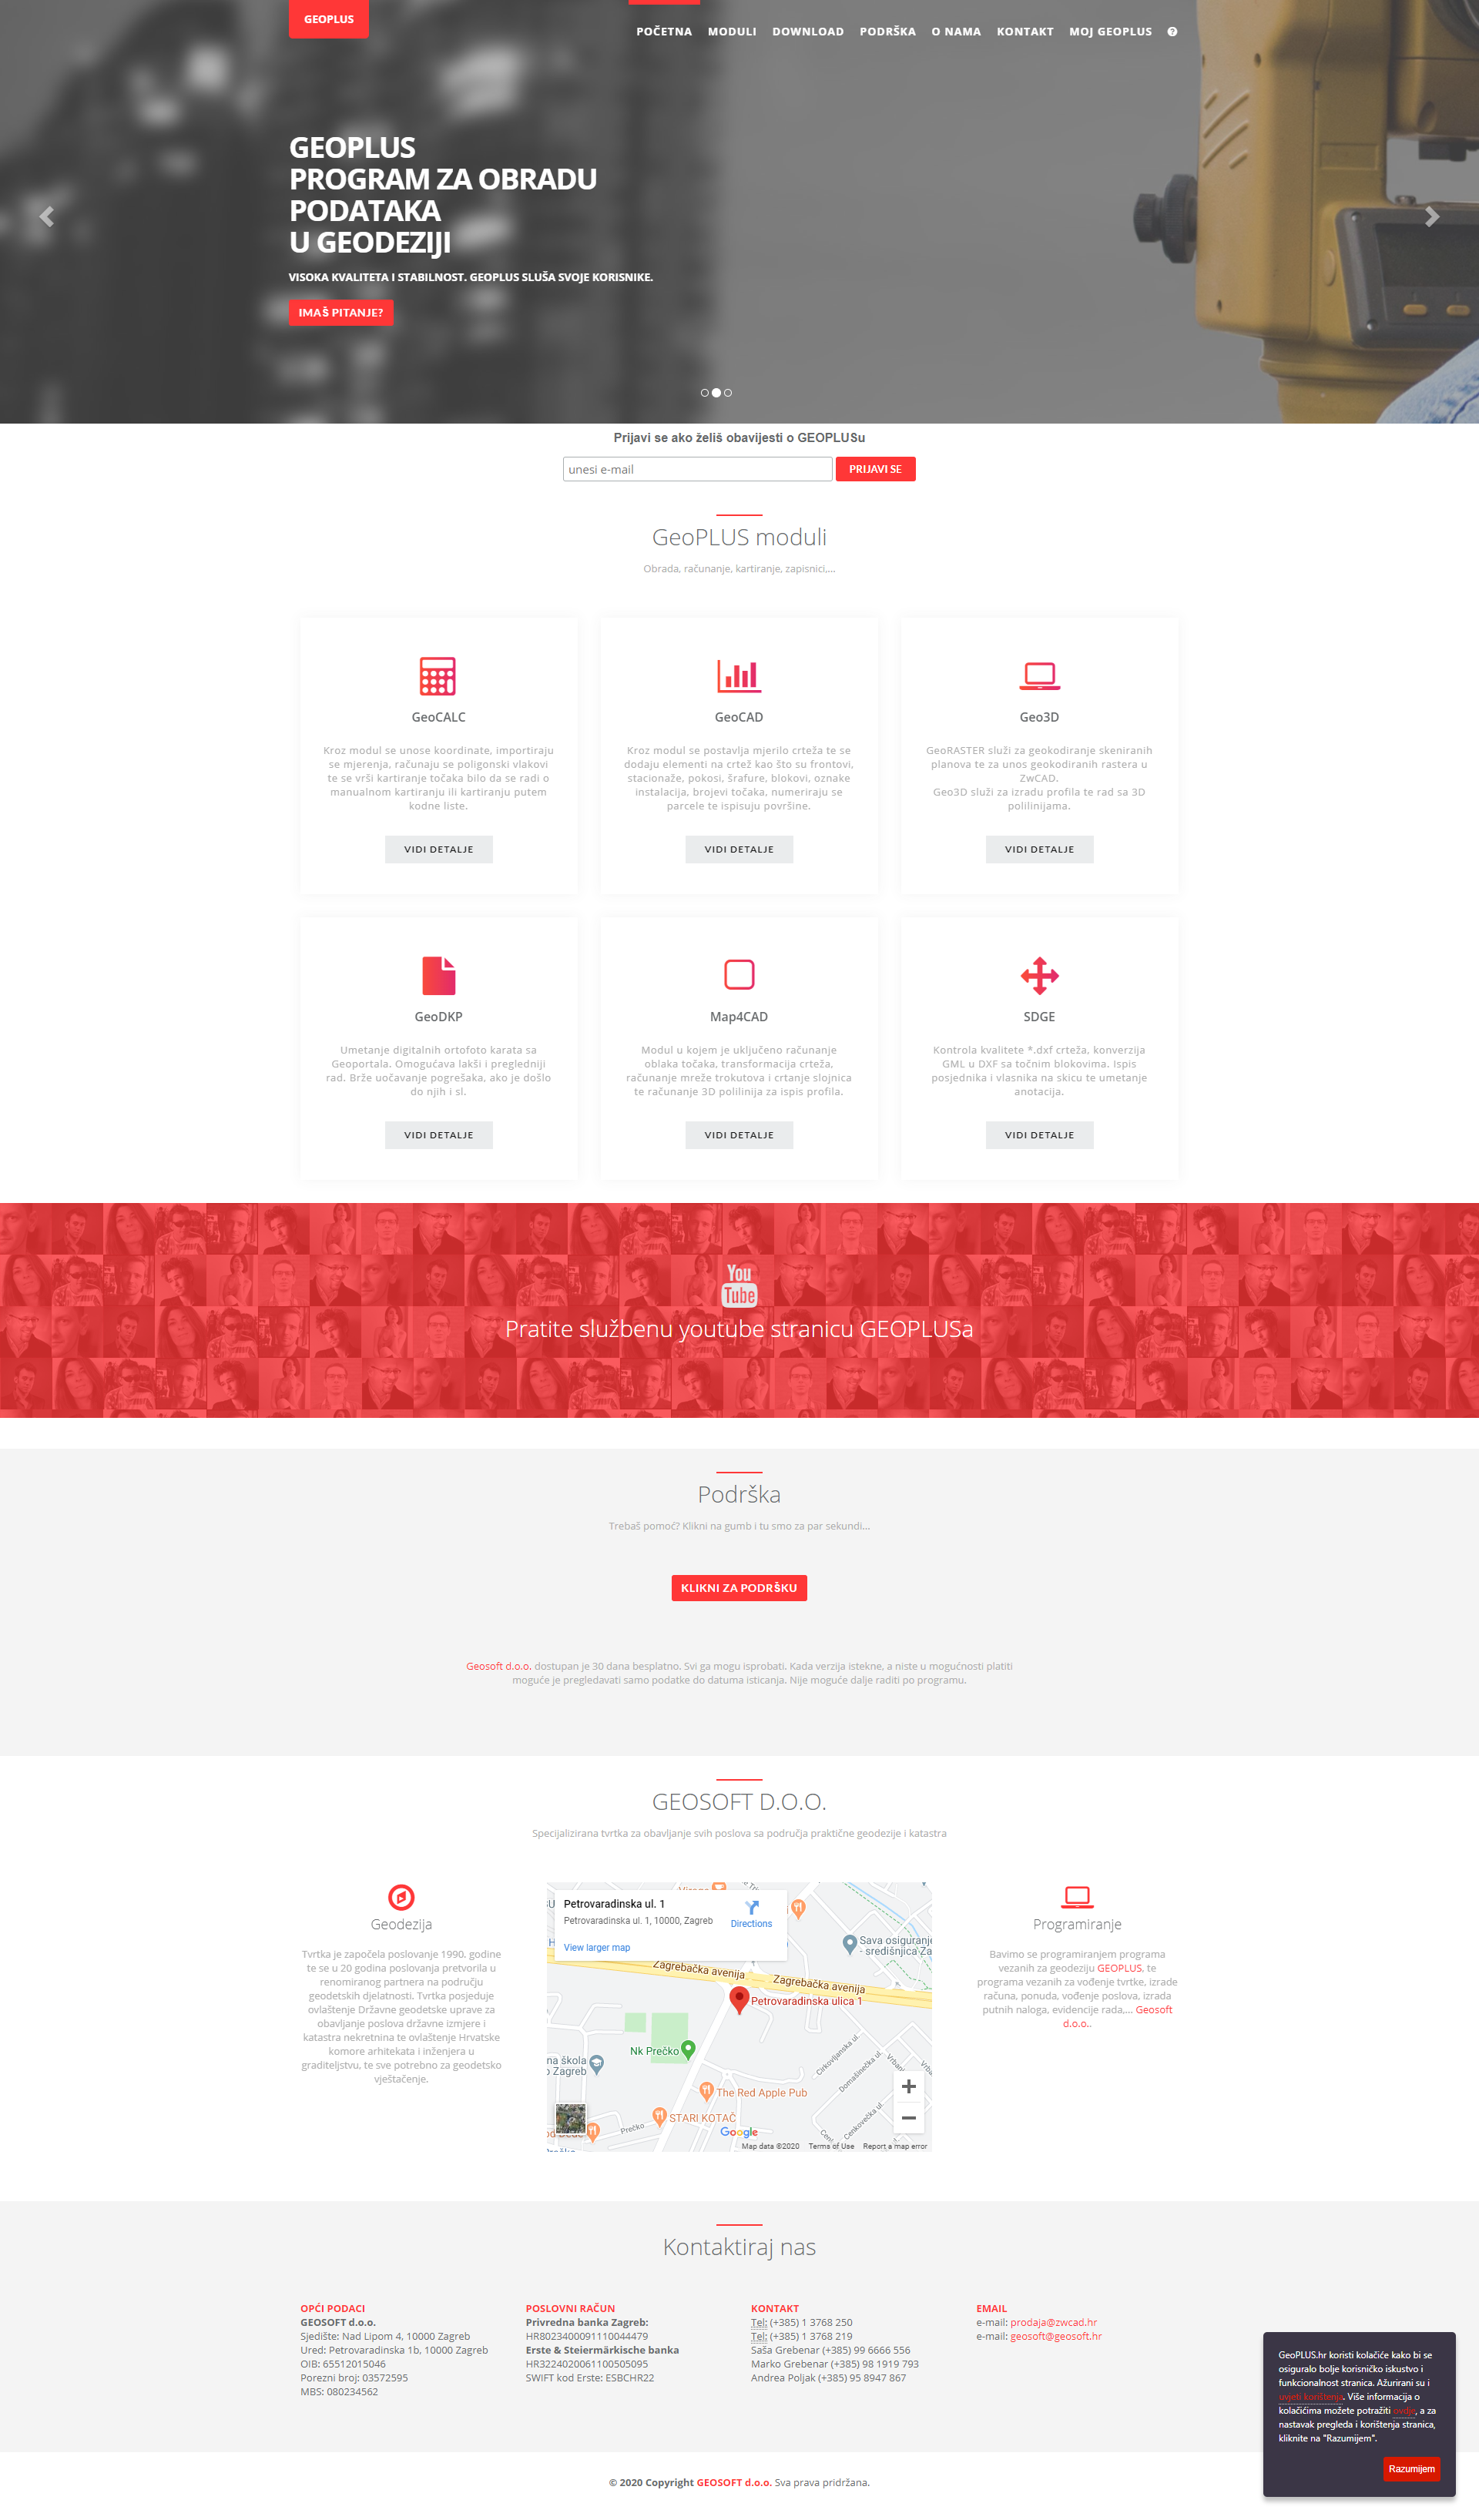 GEOPLUS
POČETNA MODULI DOWNLOAD PODRŠKA O NAMA KONTAKT MOJ GEOPLUS
GEOPLUS
PROGRAM ZA OBRADU
PODATAKA
U GEODEZIJI
VISOKA KVALITETA I STABILNOST. GEOPLUS SLUŠA SVOJE KORISNIKE.
IMAŠ PITANJE?
Prijavi se ako želiš obavijesti o GEOPLUSu
unesi e-mail PRIJAVI SE
GeoPLUS moduli
Obrada, računanje, kartiranje, zapisnici,...
GeoCALC
Kroz modul se unose koordinate, importiraju
se mjerenja, računaju se poligonski vlakovi
te se vrši kartiranje točaka bilo da se radi o
manualnom kartiranju ili kartiranju putem
kodne liste.
VIDI DETALJE
GeoCAD
Kroz modul se postavlja mjerilo crteža te se
dodaju elementi na crtež kao što su frontovi,
stacionaže, pokosi, šrafure, blokovi, oznake
instalacija, brojevi točaka, numeriraju se
parcele te ispisuju površine.
VIDI DETALJE
Geo3D
GeoRASTER služi za geokodiranje skeniranih
planova te za unos geokodiranih rastera u
ZwCAD.
Geo3D služi za izradu profila te rad sa 3D
polilinijama.
VIDI DETALJE
GeoDKP
Umetanje digitalnih ortofoto karata sa
Geoportala. Omogućava lakši i pregledniji
rad. Brže uočavanje pogrešaka, ako je došlo
do njih i sl.
VIDI DETALJE
Map4CAD
Modul u kojem je uključeno računanje
oblaka točaka, transformacija crteža,
računanje mreže trokutova i crtanje slojnica
te računanje 3D polilinija za ispis profila.
VIDI DETALJE
SDGE
Kontrola kvalitete *.dxf crteža, konverzija
GML u DXF sa točnim blokovima. Ispis
posjednika i vlasnika na skicu te umetanje
anotacija.
VIDI DETALJE
You
Tube
Pratite službenu youtube stranicu GEOPLUSa
Podrška
Trebaš pomoć? Klikni na gumb i tu smo za par sekundi...
KLIKNI ZA PODRŠKU
Geosoft d.o.o. dostupan je 30 dana besplatno. Svi ga mogu isprobati. Kada verzija istekne, a niste u mogućnosti platiti
moguće je pregledavati samo podatke do datuma isticanja. Nije moguće dalje raditi po programu.
GEOSOFT D.O.O.
Specijalizirana tvrtka za obavljanje svih poslova sa područja praktične geodezije i katastra
Geodezija
Tvrtka je započela poslovanje 1990. godine
te se u 20 godina poslovanja pretvorila u
renomiranog partnera na području
geodetskih djelatnosti. Tvrtka posjeduje
ovlaštenje Državne geodetske uprave za
obavljanje poslova državne izmjere i
katastra nekretnina te ovlaštenje Hrvatske
komore arhitekata i inženjera u
graditeljstvu, te sve potrebno za geodetsko
vještačenje.
Petrovaradinska ul. 1
Petrovaradinska ul. 1, 10000, Zagreb
Directions
View larger map
Sava osiguranje
- središnjica Za
Zagrebačka avenija
Zagrebačka avenija
Petrovaradinska ulica 1
Nk Prečko
Cirkovljanska ul.
Domašinečka ul.
na škola
o Zagreb
The Red Apple Pub
Cenkovečka ul.
STARI KOTAČ
Prečko
Google
Map data ©2020 Terms of Use Report a map error
Programiranje
Bavimo se programiranjem programa
vezanih za geodeziju GEOPLUS, te
programa vezanih za vođenje tvrtke, izrade
računa, ponuda, vođenje poslova, izrada
putnih naloga, evidencije rada,... Geosoft
d.o.o..
Kontaktiraj nas
OPĆI PODACI
GEOSOFT d.o.o.
Sjedište: Nad Lipom 4, 10000 Zagreb
Ured: Petrovaradinska 1b, 10000 Zagreb
OIB: 65512015046
Porezni broj: 03572595
MBS: 080234562
POSLOVNI RAČUN
Privredna banka Zagreb:
HR8023400091110044479
Erste & Steiermärkische banka
HR3224020061100505095
SWIFT kod Erste: ESBCHR22
KONTAKT
Tel: (+385) 1 3768 250
Tel: (+385) 1 3768 219
Saša Grebenar (+385) 99 6666 556
Marko Grebenar (+385) 98 1919 793
Andrea Poljak (+385) 95 8947 867
EMAIL
e-mail: prodaja@zwcad.hr
e-mail: geosoft@geosoft.hr
GeoPLUS.hr koristi kolačiće kako bi se
osiguralo bolje korisničko iskustvo i
funkcionalnost stranica. Ažurirani su i
uvjeti korištenja. Više informacija o
kolačićima možete potražiti ovdje, a za
nastavak pregleda i korištenja stranica,
kliknite na "Razumijem".
Razumijem
© 2020 Copyright GEOSOFT d.o.o. Sva prava pridržana.